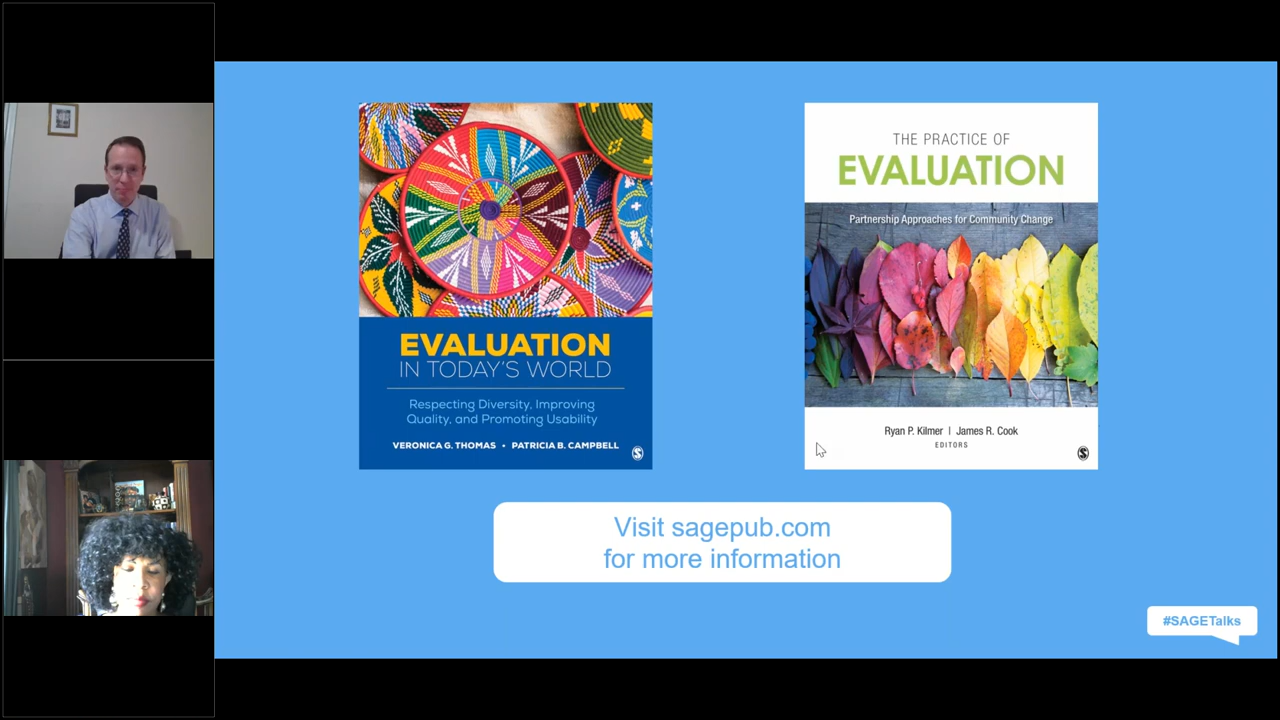 EVALUATION
IN TODAY'S WORLD
Respecting Diversity, Improving
Quality, and Promoting Usability
VERONICA G. THOMAS • PATRICIA B. CAMPBELL
S
THE PRACTICE OF
EVALUATION
Partnership Approaches for Community Change
Ryan P. Kilmer | James R. Cook
EDITORS
S
Visit sagepub.com
for more information
#SAGETalks